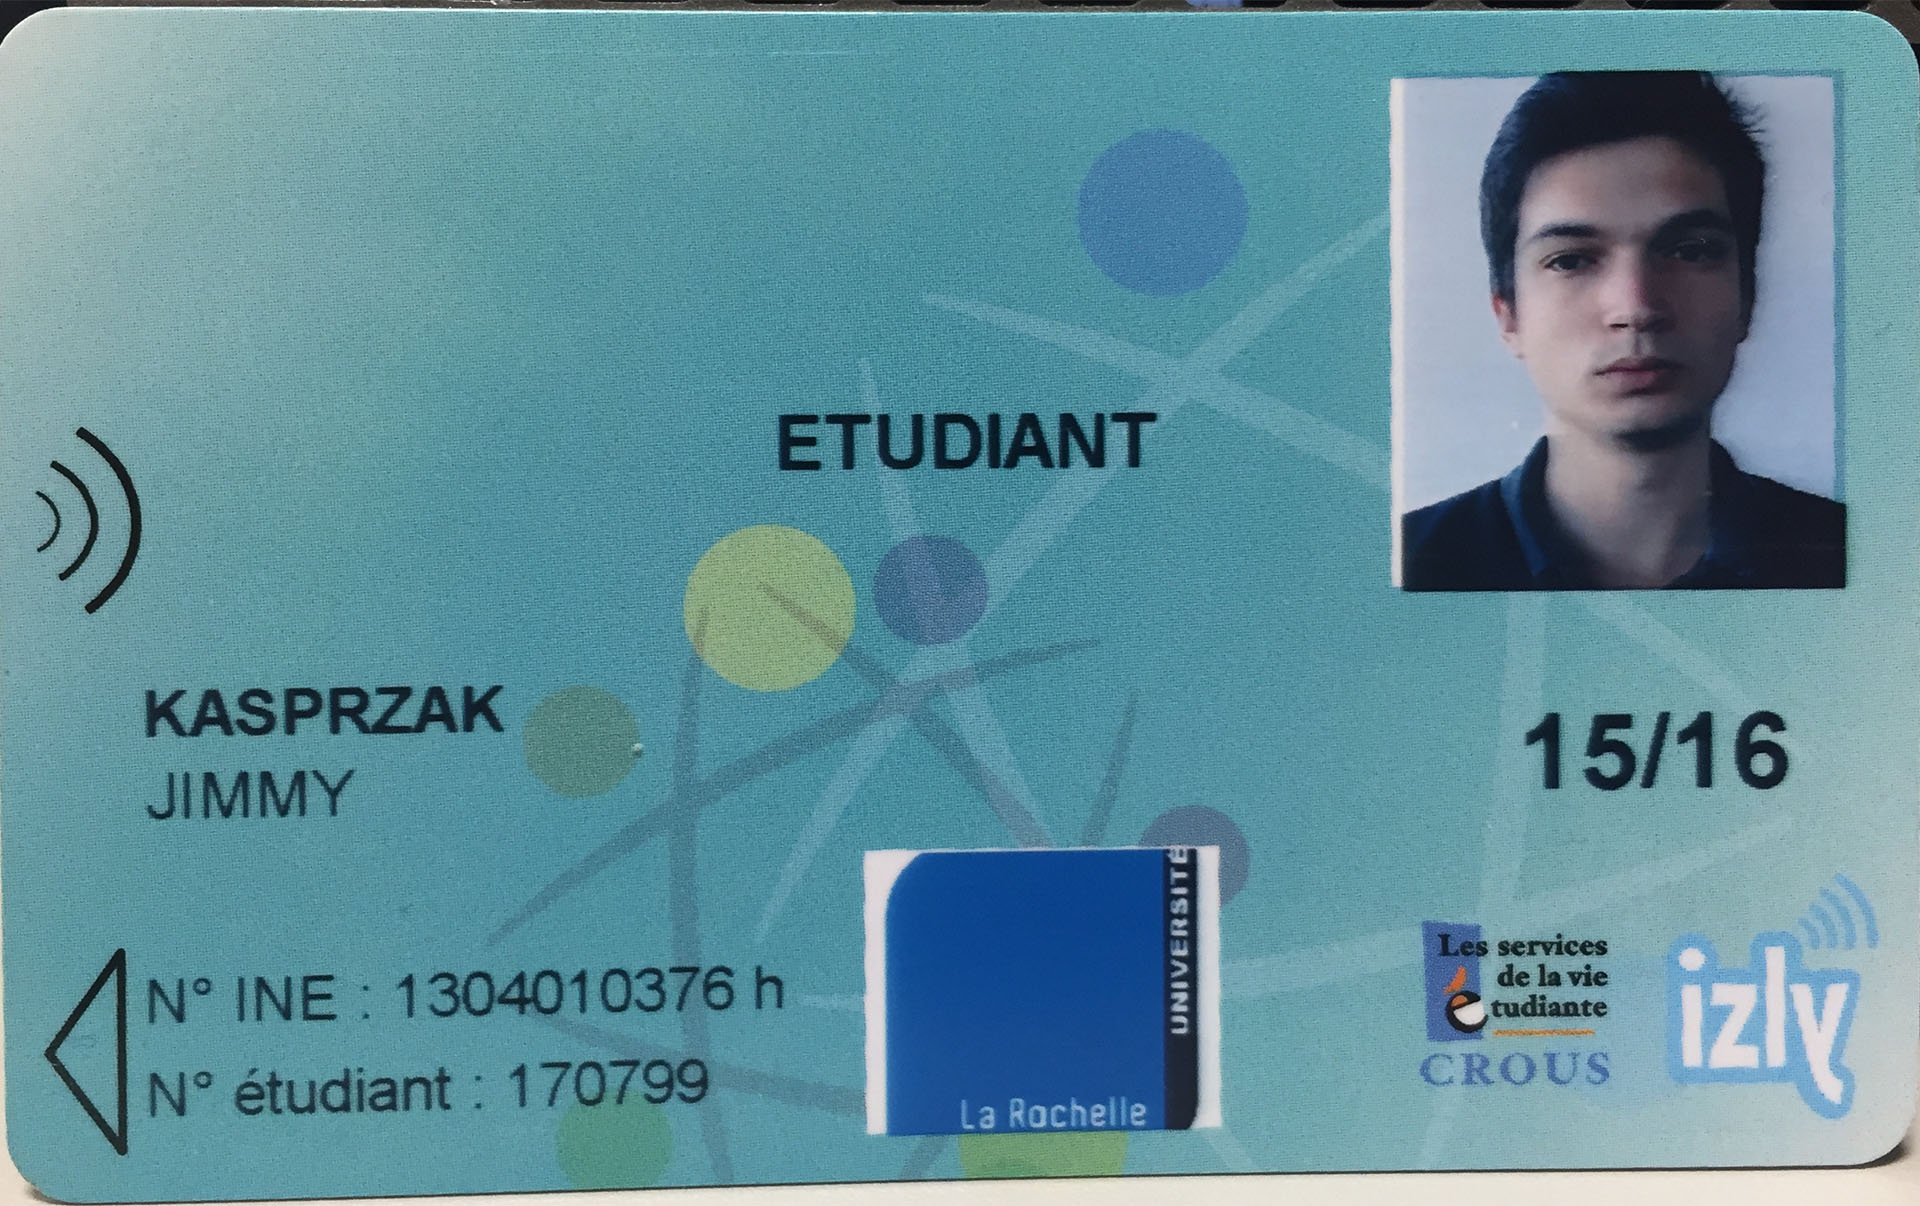 ETUDIANT
KASPRZAK
JIMMY
15/16
N° INE : 1304010376 h
N° étudiant : 170799
UNIVERSITÉ
La Rochelle
Les services
de la vie
étudiante
CROUS
izly